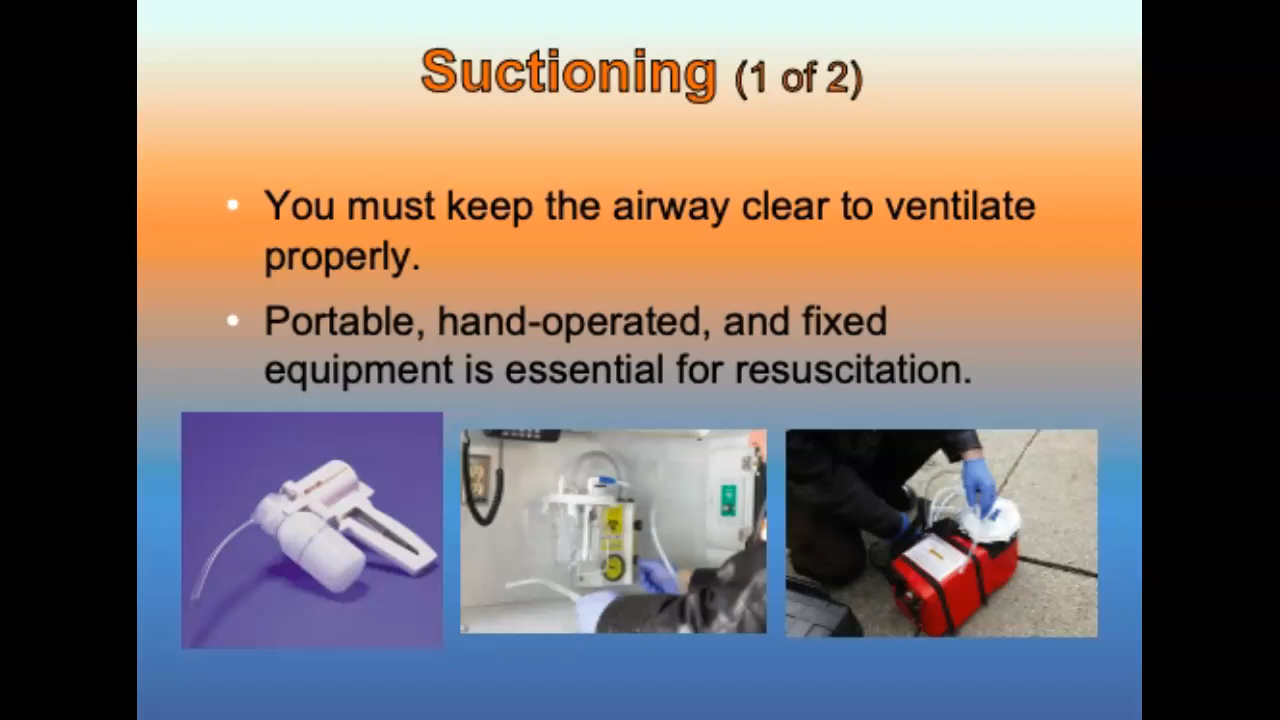 Suctioning (1 of 2)
• You must keep the airway clear to ventilate
properly.
• Portable, hand-operated, and fixed
equipment is essential for resuscitation.